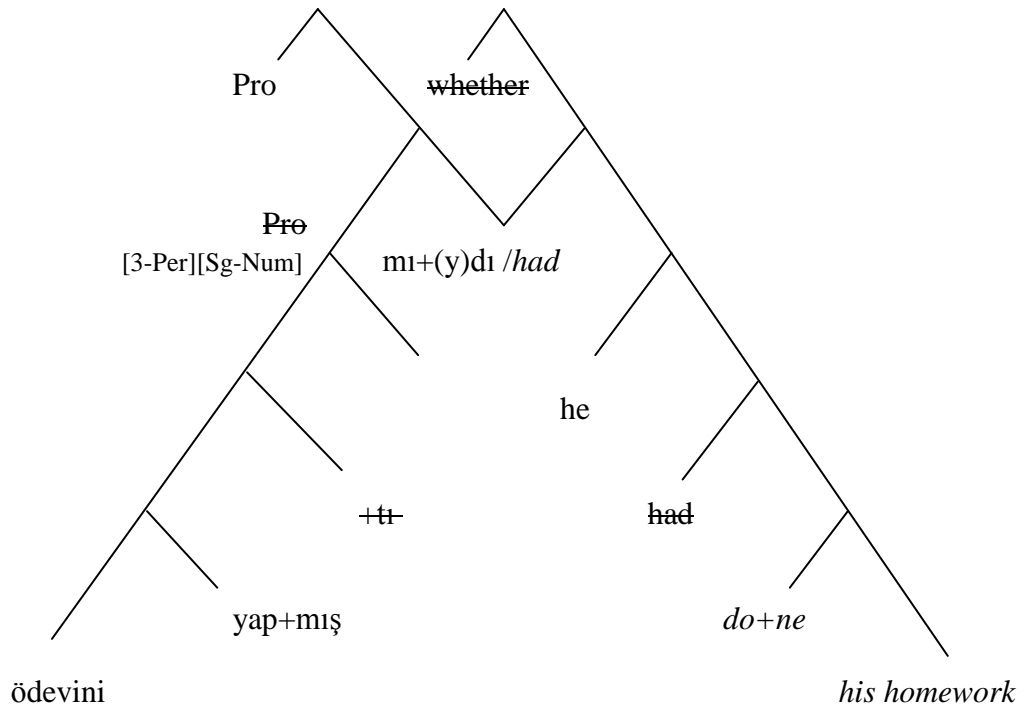 Pro whether
Pro
[3-Per][Sg-Num] mı+(y)dı /had
he
+tı had
yap+mış do+ne
ödevini his homework